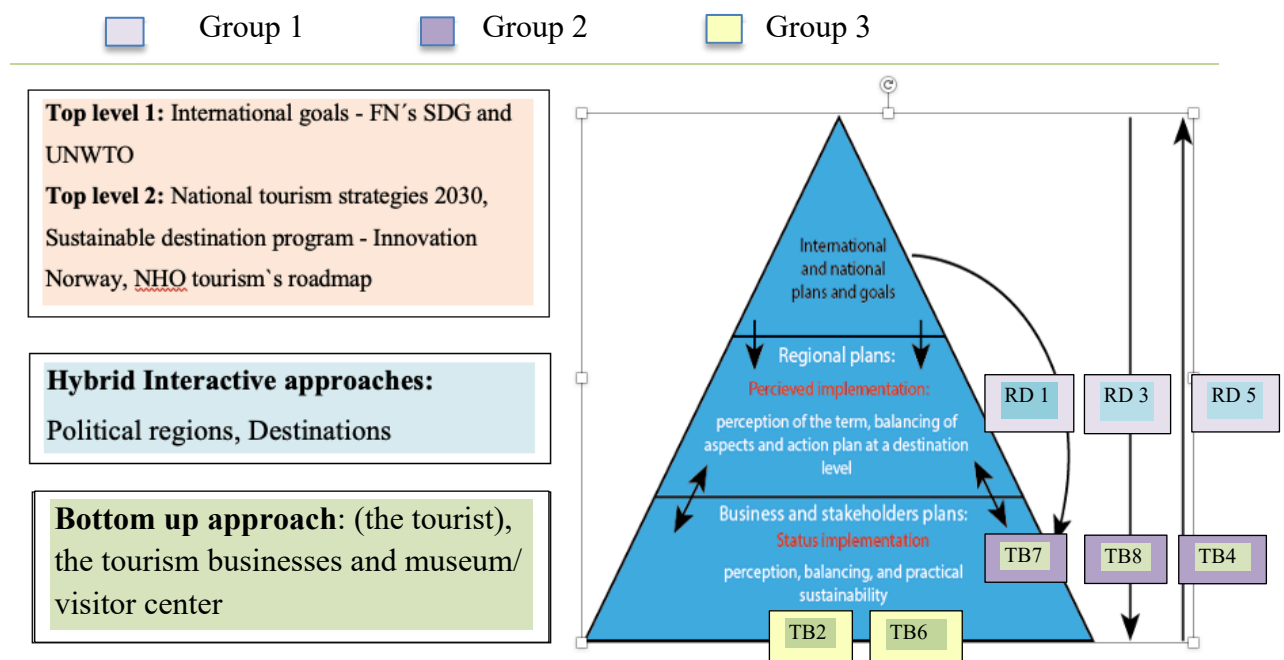 Group 1
Group 2
Group 3
Top level 1: International goals - FN´s SDG and
UNWTO
Top level 2: National tourism strategies 2030,
Sustainable destination program - Innovation
Norway, NHO tourism`s roadmap
Hybrid Interactive approaches:
Political regions, Destinations
Bottom up approach: (the tourist),
the tourism businesses and museum/
visitor center
International
and national
plans and goals
Regional plans:
Percieved implementation:
perception of the term, balancing of
aspects and action plan at a destination
level
Business and stakeholders plans:
Status implementation
perception, balancing, and practical
sustainability
RD 1
RD 3
RD 5
TB7
TB8
TB4
TB2
TB6